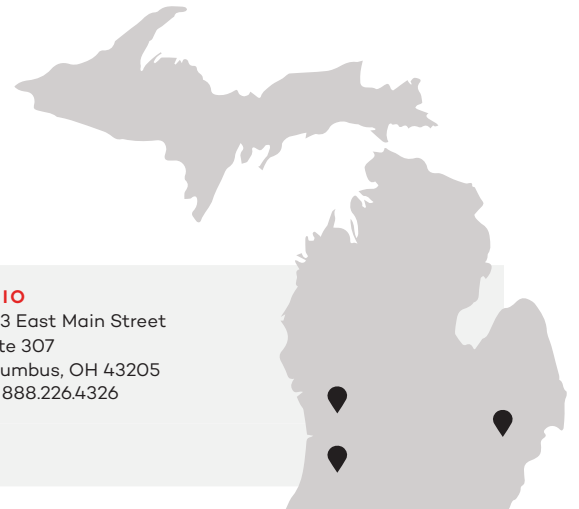 IO
3 East Main Street
te 307
umbus, OH 43205
888.226.4326